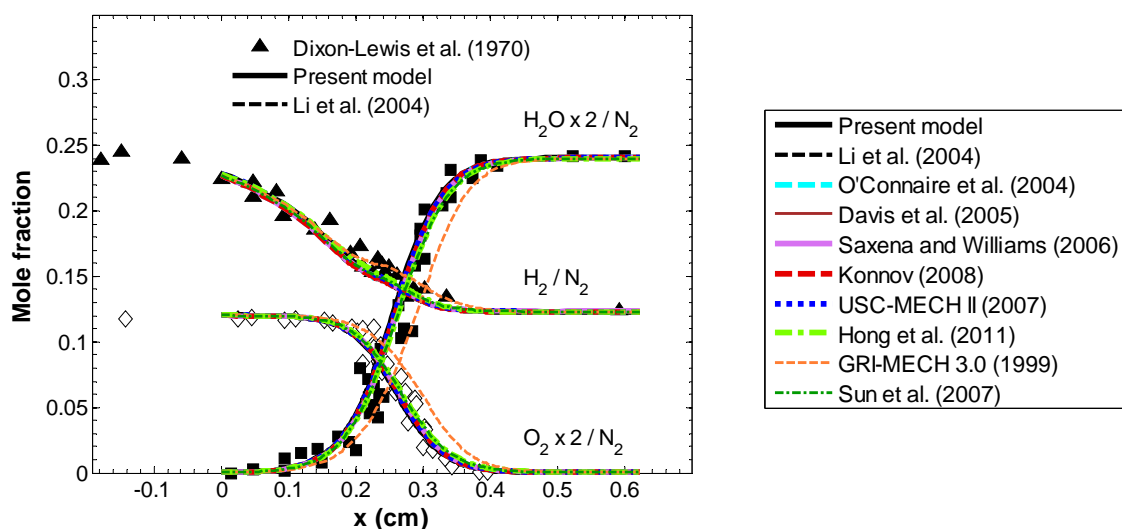 Dixon-Lewis et al. (1970)
Present model
Li et al. (2004)
H2O x 2 / N2
H2 / N2
O2 x 2 / N2
Mole fraction
0.3
0.25
0.2
0.15
0.1
0.05
0
-0.1 0 0.1 0.2 0.3 0.4 0.5 0.6
x (cm)
Present model
Li et al. (2004)
O'Connaire et al. (2004)
Davis et al. (2005)
Saxena and Williams (2006)
Konnov (2008)
USC-MECH II (2007)
Hong et al. (2011)
GRI-MECH 3.0 (1999)
Sun et al. (2007)